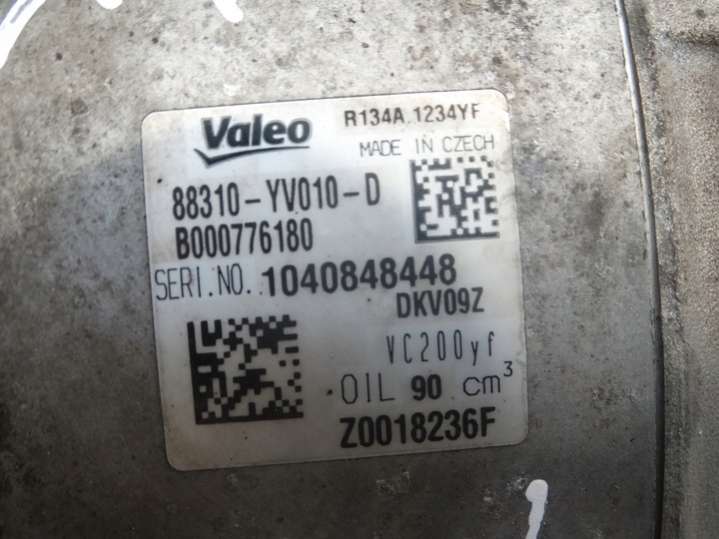 Valeo
R134A.1234YF
MADE IN CZECH
88310-YV010-D
B000776180
SERI.NO..1040848448
DKV09Z
VC200yf
OIL 90 cm³
Z0018236F